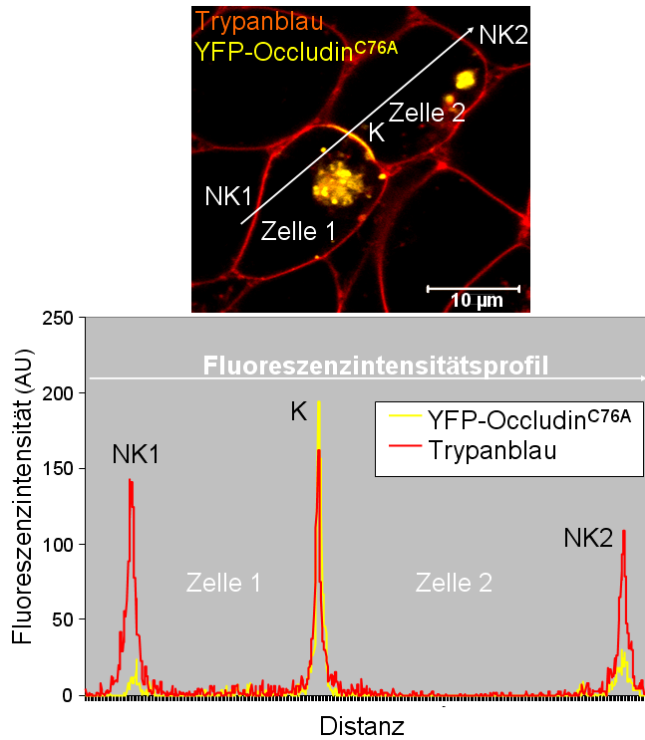 Trypanblau
YFP-Occludin^C76A
NK2
Zelle 2
K
NK1
Zelle 1
10 µm
Fluoreszenzintensität (AU)
250
200
150
100
50
0
Fluoreszenzintensitätsprofil
K
YFP-Occludin^C76A
Trypanblau
NK1
NK2
Zelle 1
Zelle 2
Distanz